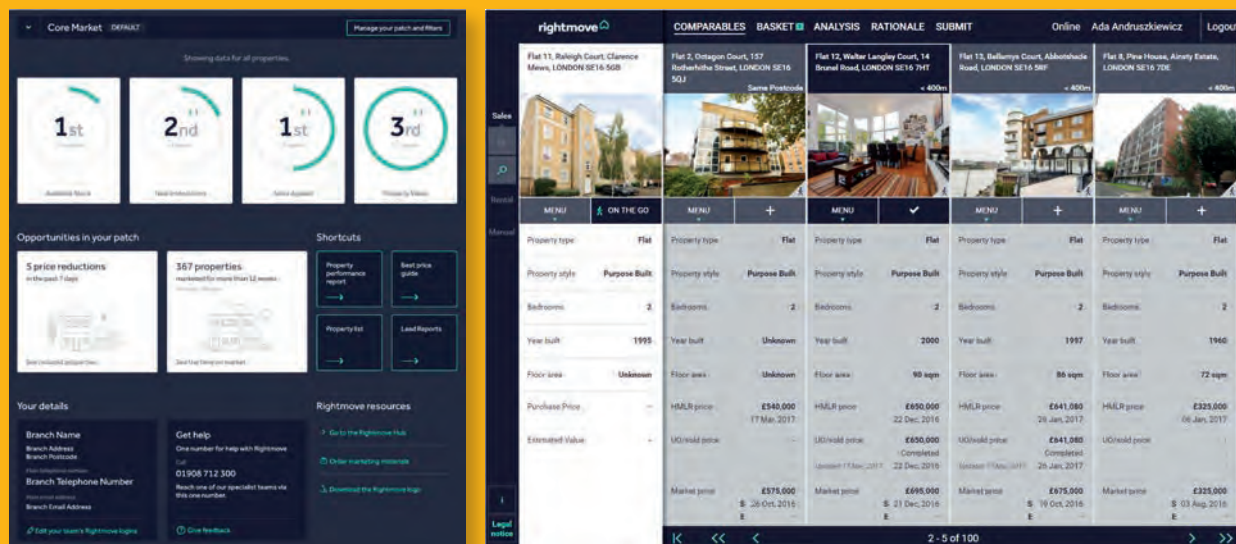 Core Market DEFAULT
Manage your patch and filters
Showing data for all properties.
1st
2nd
1st
3rd
Available Stock
New Instructions
Sales Agreed
Property Views
Opportunities in your patch
5 price reductions
in the past 7 days
367 properties
marketed for more than 12 weeks
Shortcuts
Property performance report
Best price guide
Property list
Lead Reports
Your details
Branch Name
Branch Address
Branch Postcode
Branch Telephone Number
Branch Email Address
Edit your team's Rightmove logins
Get help
One number for help with Rightmove
Call
01908 712 300
Reach one of our specialist teams via
this one number.
Give feedback
Rightmove resources
Go to the Rightmove Hub
Order marketing materials
Download the Rightmove logo
rightmove
COMPARABLES BASKET ANALYSIS RATIONALE SUBMIT
Online Ada Andruszkiewicz Logout
Sales
Rental
Manual
i
Legal
notice
Flat 11, Raleigh Court, Clarence
Mews, LONDON SE16 5GB
MENU ON THE GO
Property type Flat
Property style Purpose Built
Bedrooms 2
Year built 1995
Floor area Unknown
Purchase Price -
Estimated Value -
Flat 2, Ostagon Court, 157
Rotherhithe Street, LONDON SE16
5QJ
Same Postcode
MENU +
Property type Flat
Property style Purpose Built
Bedrooms 2
Year built Unknown
Floor area Unknown
HMLR price £540,000
17 Mar, 2017
UO/sold price -
Market price £575,000
S 26 Oct, 2016
E
Flat 12, Walter Langley Court, 14
Brunel Road, LONDON SE16 7HT
< 400m
MENU
Property type Flat
Property style Purpose Built
Bedrooms 2
Year built 2000
Floor area 90 sqm
HMLR price £650,000
22 Dec, 2016
UO/sold price £650,000
Completed
22 Dec, 2016
Market price £695,000
S 21 Dec, 2016
E
Flat 13, Bellamys Court, Abbotshade
Road, LONDON SE16 5RF
< 400m
MENU +
Property type Flat
Property style Purpose Built
Bedrooms 2
Year built 1987
Floor area 86 sqm
HMLR price £641,080
26 Jan, 2017
UO/sold price £641,080
Completed
26 Jan, 2017
Market price £675,000
S 19 Oct, 2016
E
Flat 8, Pine House, Ainsty Estate,
LONDON SE16 7DE
< 400m
MENU +
Property type Flat
Property style Purpose Built
Bedrooms 2
Year built 1960
Floor area 72 sqm
HMLR price £325,000
06 Jan, 2017
UO/sold price
Market price £325,000
S 03 Aug, 2016
E
2 - 5 of 100